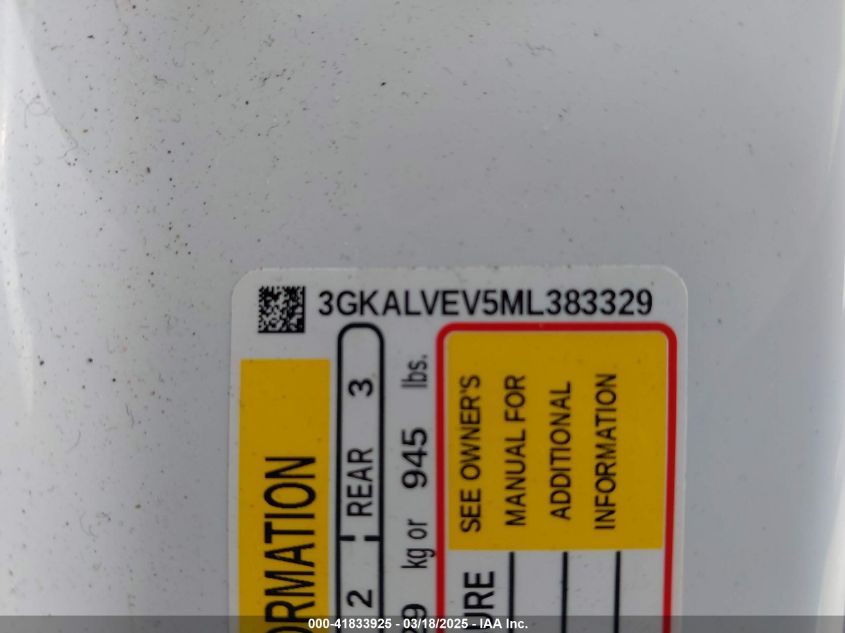 3GKALVEV5ML383329
ORMATION
2 REAR 3
29 kg or 945 lbs.
URE
SEE OWNER'S
MANUAL FOR
ADDITIONAL
INFORMATION
000-41833925 - 03/18/2025 - IAA Inc.